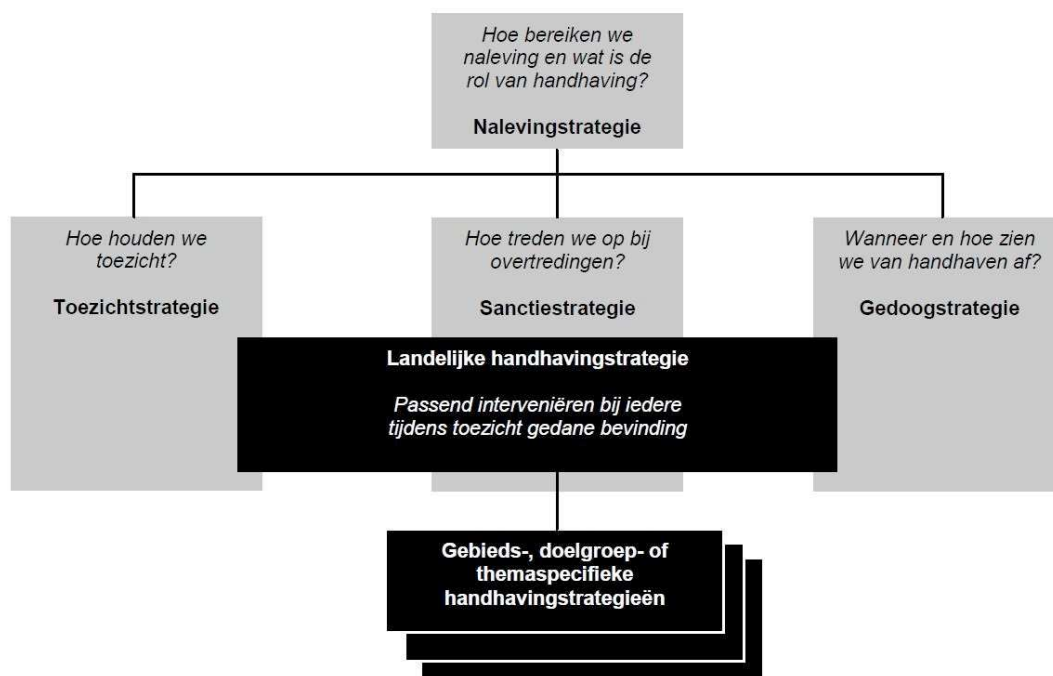 Hoe bereiken we
naleving en wat is de
rol van handhaving?
Nalevingstrategie
Hoe houden we
toezicht?
Toezichtstrategie
Hoe treden we op bij
overtredingen?
Sanctiestrategie
Wanneer en hoe zien
we van handhaven af?
Gedoogstrategie
Landelijke handhavingstrategie
Passend interveniëren bij iedere
tijdens toezicht gedane bevinding
Gebieds-, doelgroep- of
themaspecifieke
handhavingstrategieën